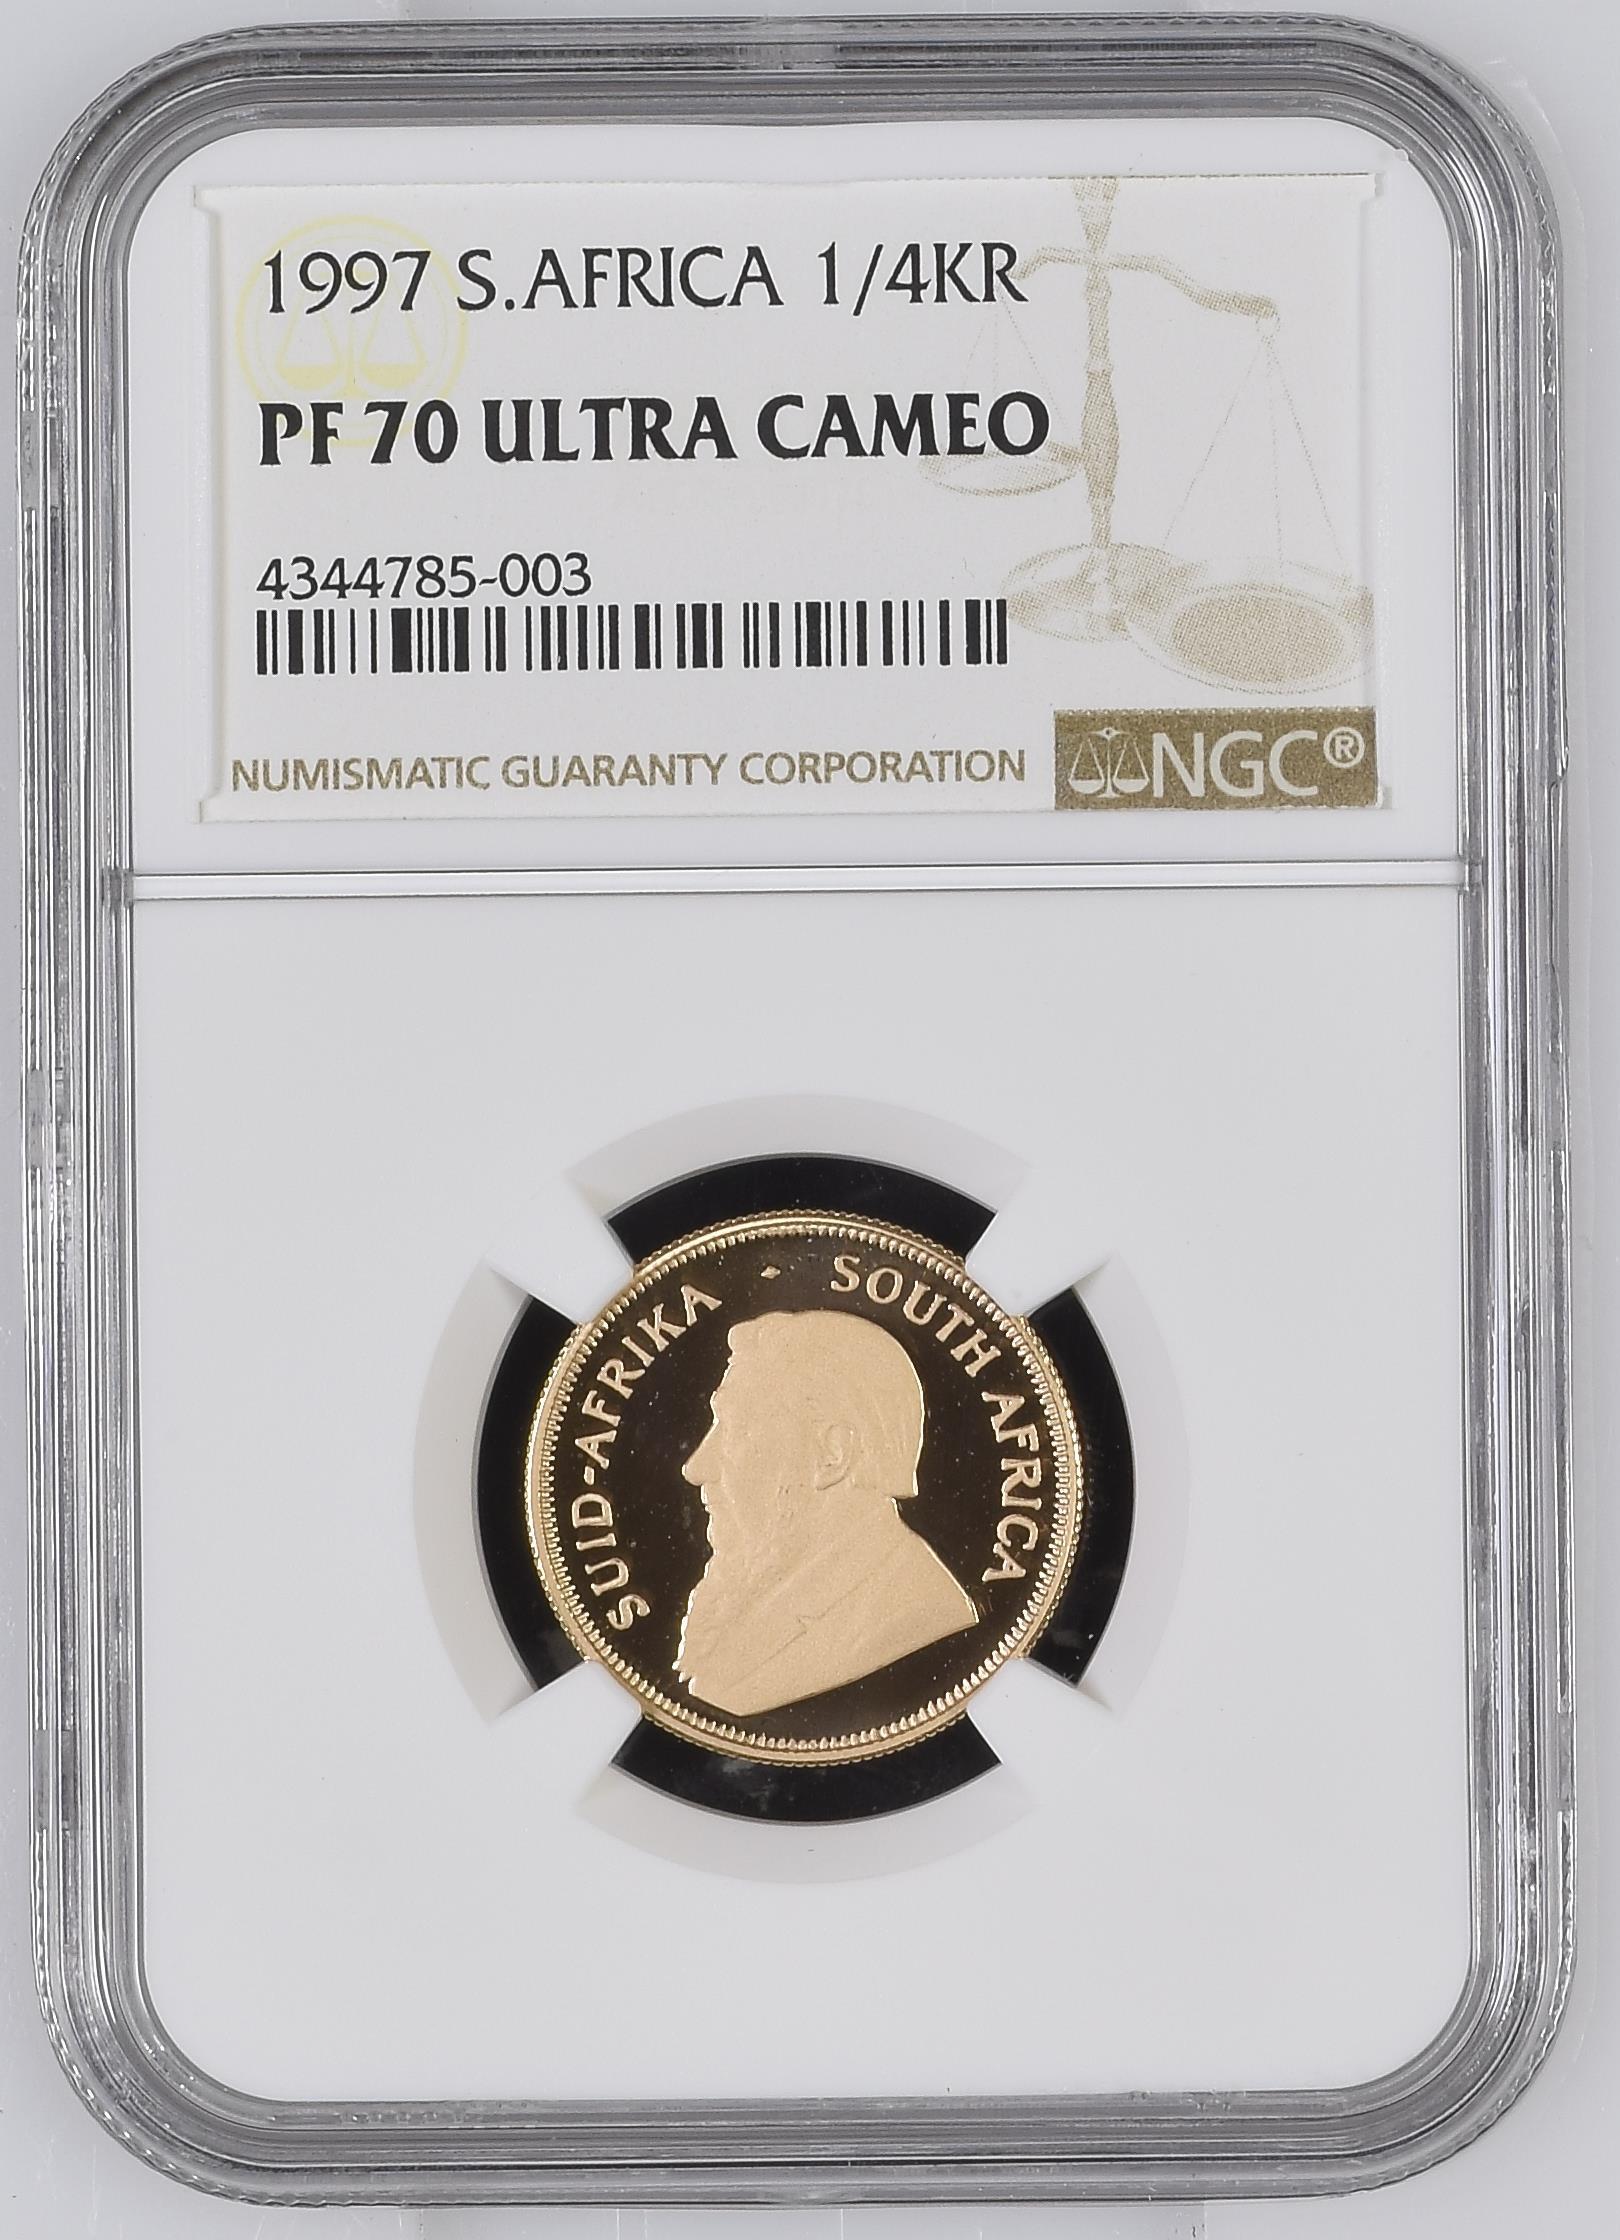 1997 S.AFRICA 1/4KR
PF 70 ULTRA CAMEO
4344785-003
NUMISMATIC GUARANTY CORPORATION
NGC®
SUID-AFRIKA · SOUTH AFRICA